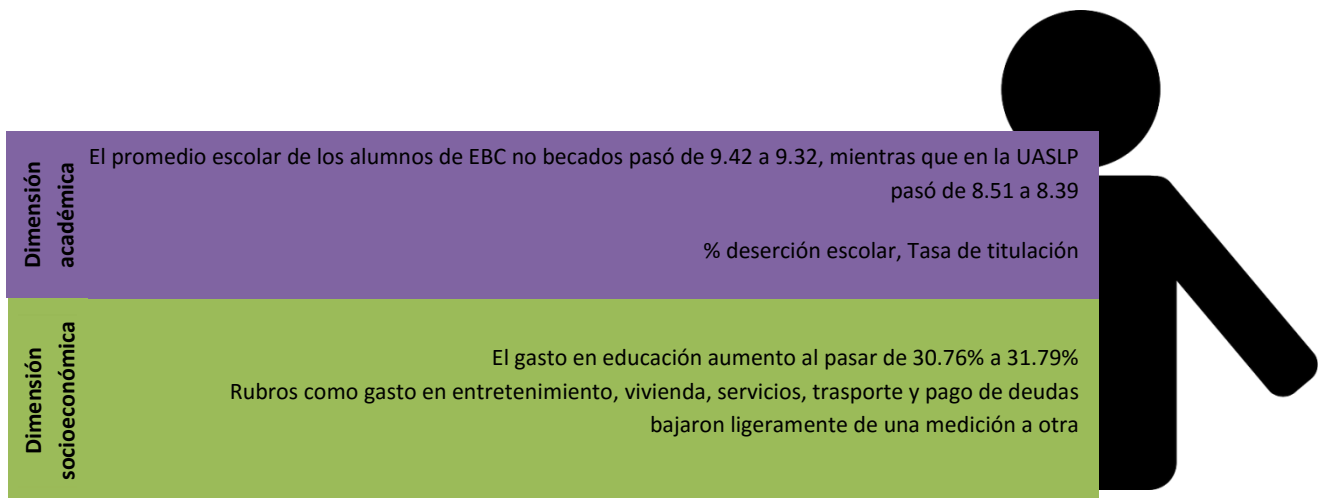 Dimensión
académica
El promedio escolar de los alumnos de EBC no becados pasó de 9.42 a 9.32, mientras que en la UASLP
pasó de 8.51 a 8.39
% deserción escolar, Tasa de titulación
Dimensión
socioeconómica
El gasto en educación aumento al pasar de 30.76% a 31.79%
Rubros como gasto en entretenimiento, vivienda, servicios, trasporte y pago de deudas
bajaron ligeramente de una medición a otra